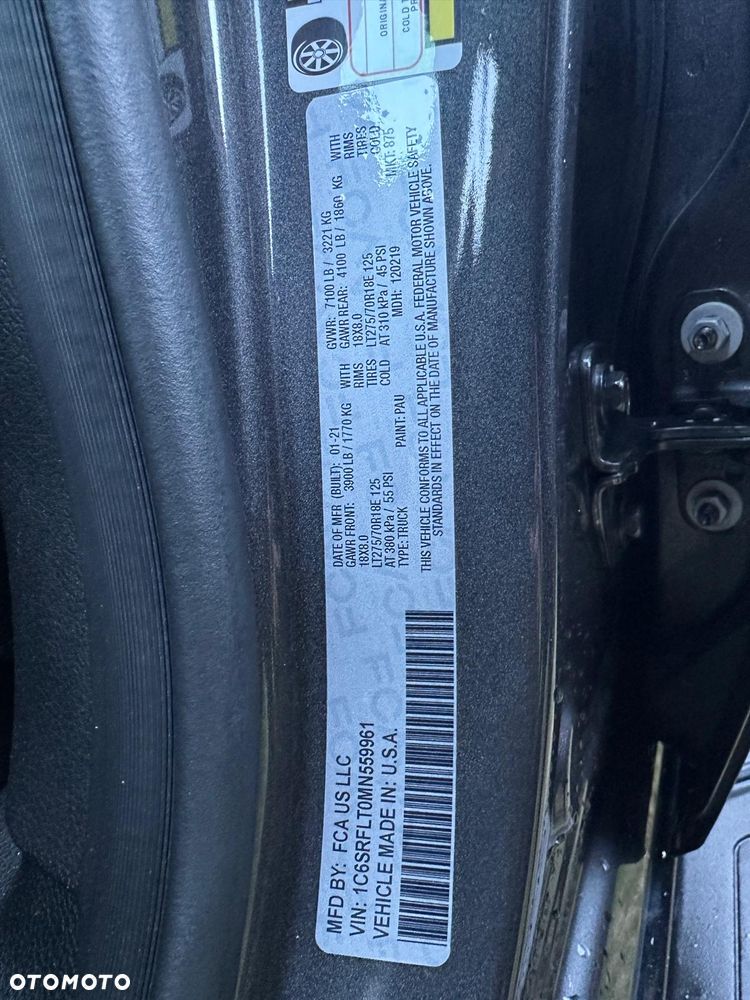 ORIGINA
COLD T
MFD BY: FCA US LLC
VIN: 1C6SRFLT0MN559961
VEHICLE MADE IN: U.S.A.
DATE OF MFR (BUILT): 01-21 GVWR: 7100 LB / 3221 KG
GAWR FRONT: 3900 LB / 1770 KG WITH GAWR REAR: 4100 LB / 1860 KG WITH
18X8.0 RIMS 18X8.0 RIMS
LT275/70R18E 125 TIRES LT275/70R18E 125 TIRES
AT 380 kPa / 55 PSI COLD AT 310 kPa / 45 PSI COLD
TYPE: TRUCK PAINT: PAU MDH: 120219 MKT: 875
THIS VEHICLE CONFORMS TO ALL APPLICABLE U.S.A. FEDERAL MOTOR VEHICLE SAFETY
STANDARDS IN EFFECT ON THE DATE OF MANUFACTURE SHOWN ABOVE.
OTOMOTO